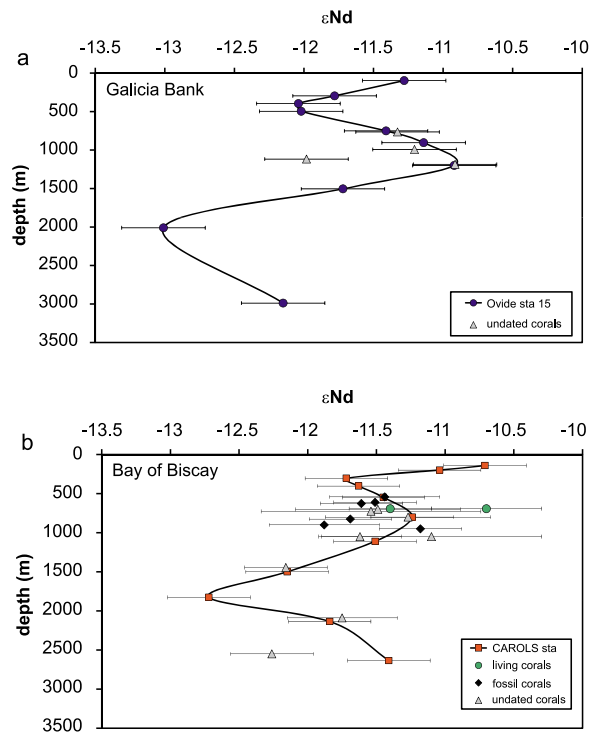 εNd
a
-13.5 -13 -12.5 -12 -11.5 -11 -10.5 -10
0
Galicia Bank
500
1000
1500
2000
2500
3000
3500
depth (m)
Ovide sta 15
undated corals
εNd
b
-13.5 -13 -12.5 -12 -11.5 -11 -10.5 -10
0
Bay of Biscay
500
1000
1500
2000
2500
3000
3500
depth (m)
CAROLS sta
living corals
fossil corals
undated corals